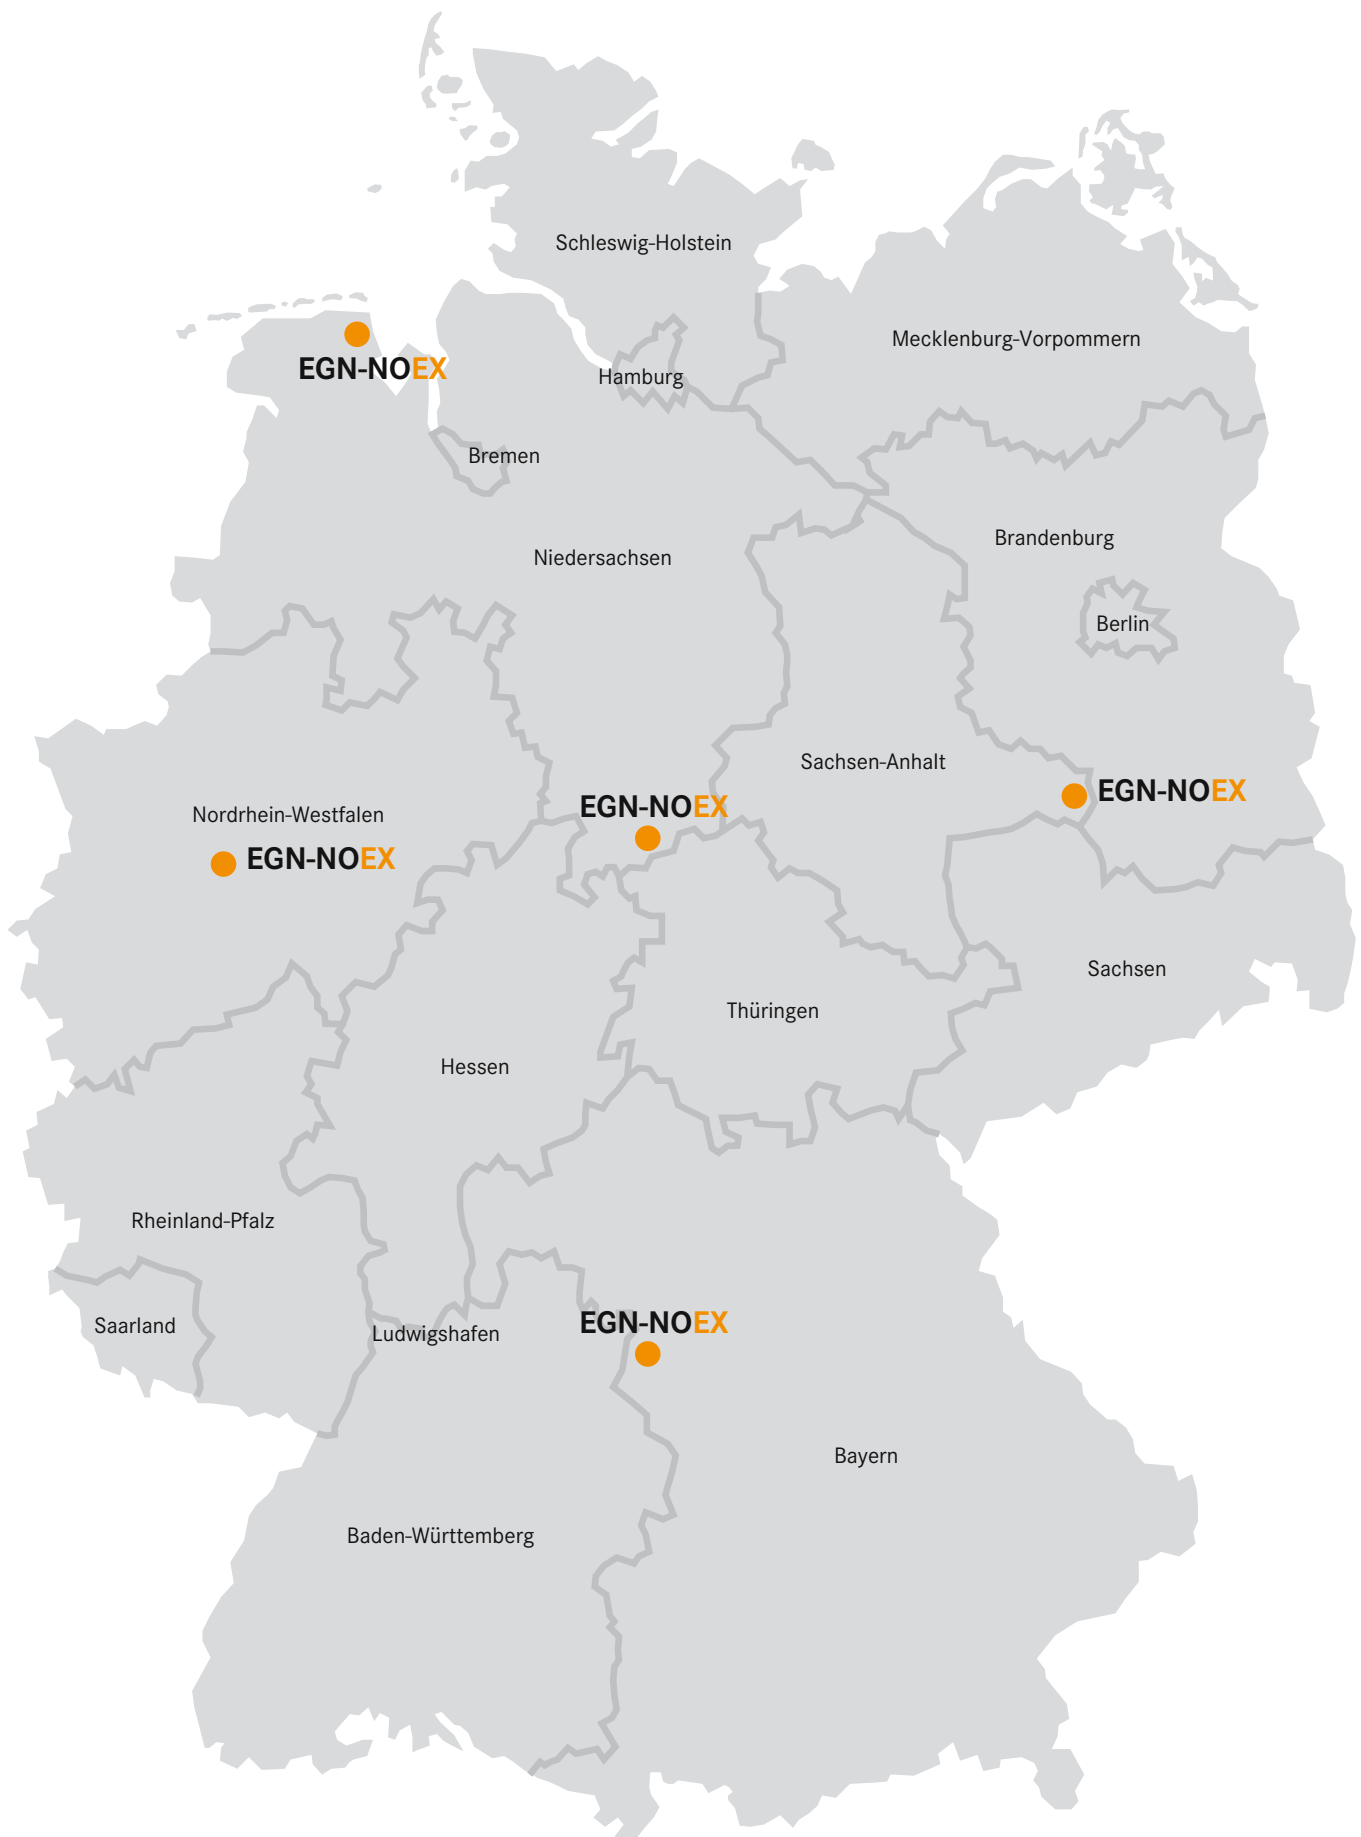 Schleswig-Holstein
Mecklenburg-Vorpommern
EGN-NOEX
Hamburg
Bremen
Brandenburg
Niedersachsen
Berlin
Sachsen-Anhalt
EGN-NOEX
EGN-NOEX
Nordrhein-Westfalen
EGN-NOEX
Sachsen
Thüringen
Hessen
Rheinland-Pfalz
EGN-NOEX
Saarland
Ludwigshafen
Bayern
Baden-Württemberg